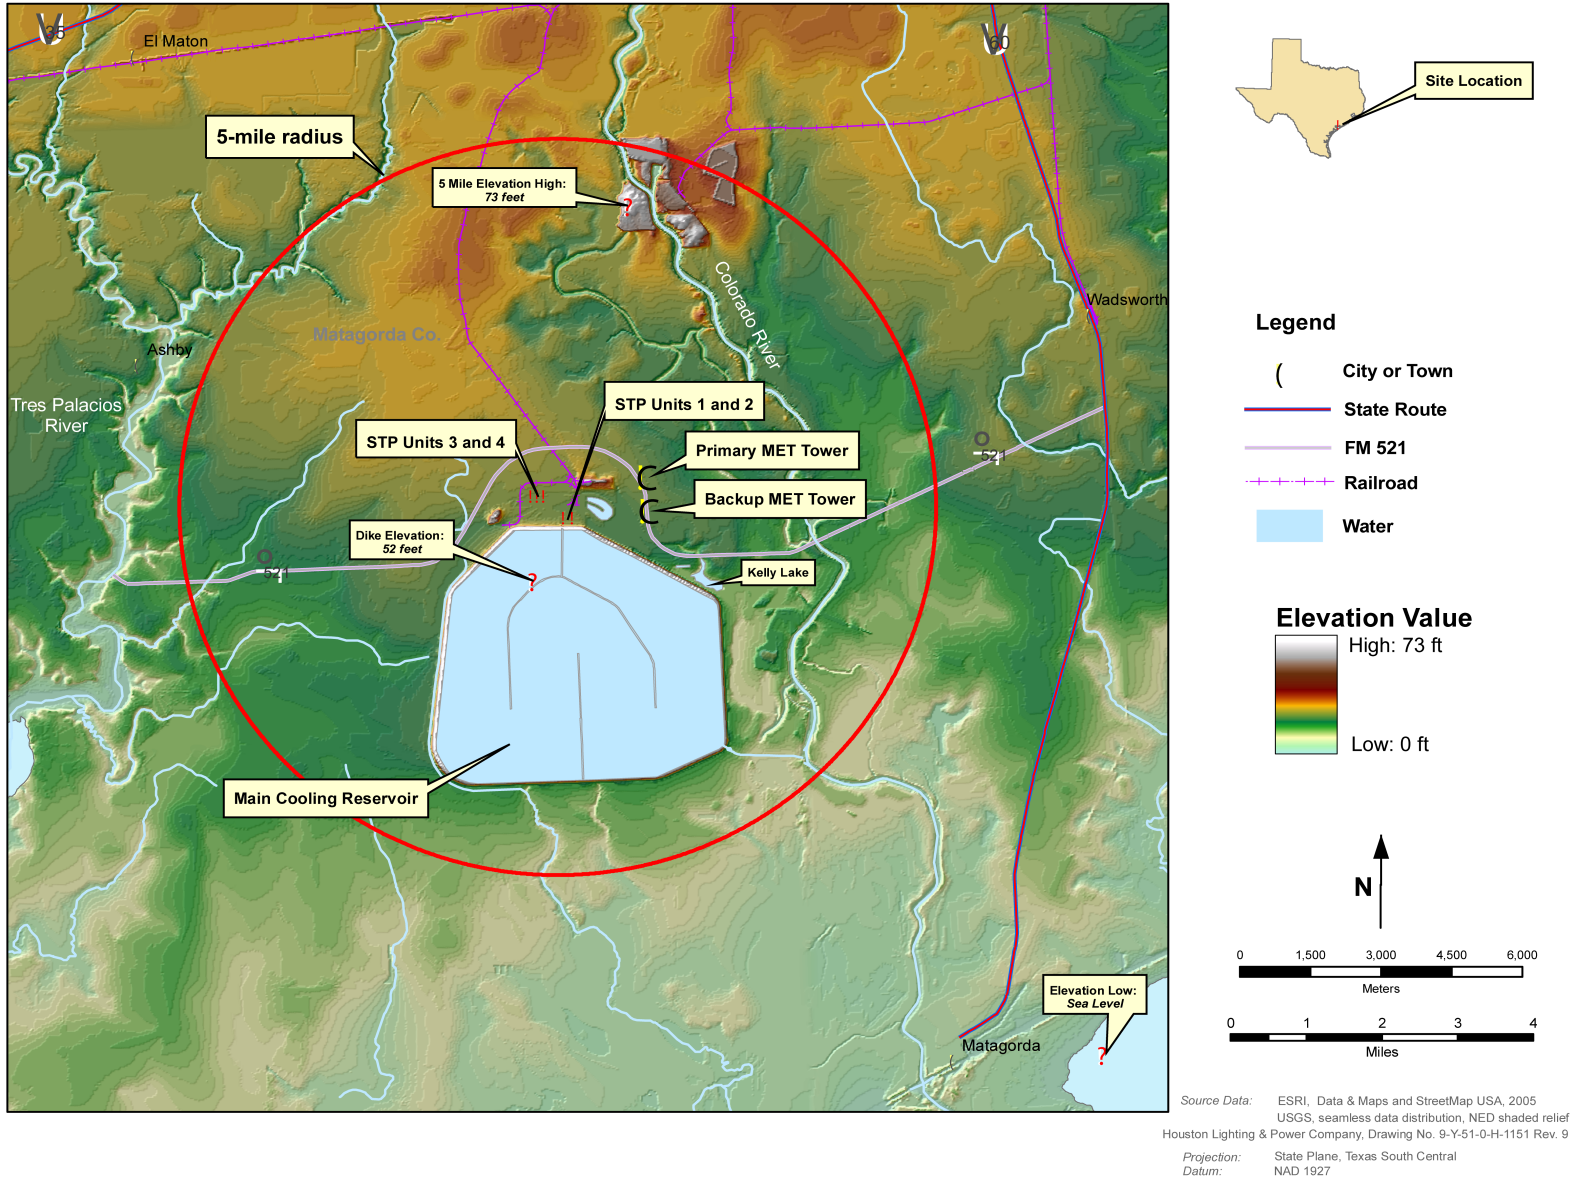 35
El Maton
60
5-mile radius
5 Mile Elevation High:
73 feet
Colorado River
Wadsworth
Matagorda Co.
Ashby
Tres Palacios
River
STP Units 1 and 2
STP Units 3 and 4
Primary MET Tower
521
Backup MET Tower
Dike Elevation:
52 feet
521
Kelly Lake
Main Cooling Reservoir
Elevation Low:
Sea Level
Matagorda
Site Location
Legend
City or Town
State Route
FM 521
Railroad
Water
Elevation Value
High: 73 ft
Low: 0 ft
N
0 1,500 3,000 4,500 6,000
Meters
0 1 2 3 4
Miles
Source Data: ESRI, Data & Maps and StreetMap USA, 2005
USGS, seamless data distribution, NED shaded relief
Houston Lighting & Power Company, Drawing No. 9-Y-51-0-H-1151 Rev. 9
Projection: State Plane, Texas South Central
Datum: NAD 1927